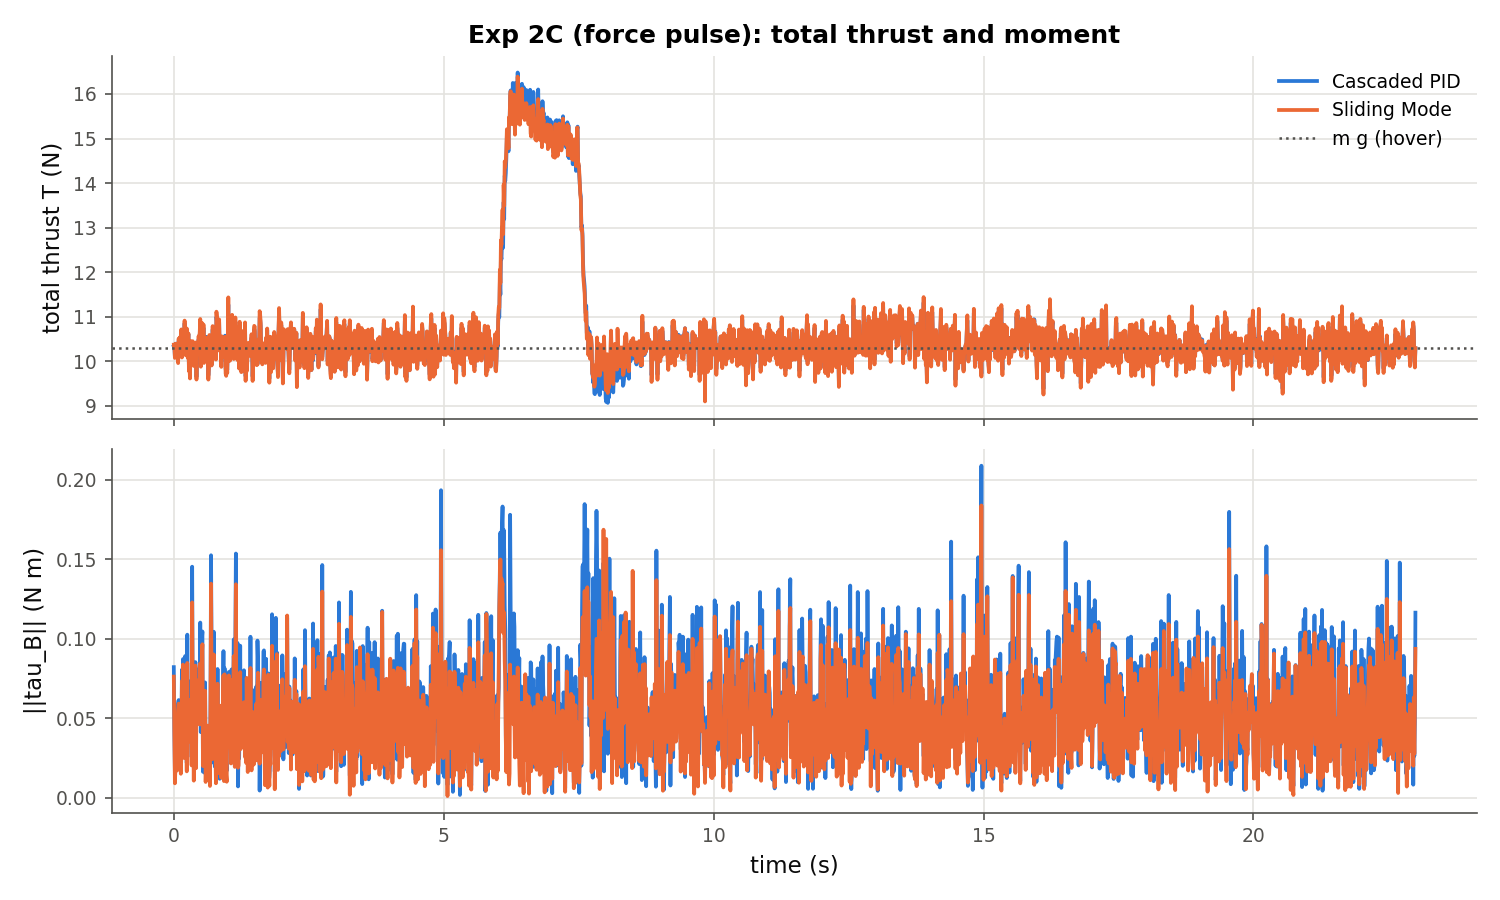 Exp 2C (force pulse): total thrust and moment
total thrust T (N)
16
15
14
13
12
11
10
9
Cascaded PID
Sliding Mode
m g (hover)
||tau_B|| (N m)
0.20
0.15
0.10
0.05
0.00
0
5
10
15
20
time (s)